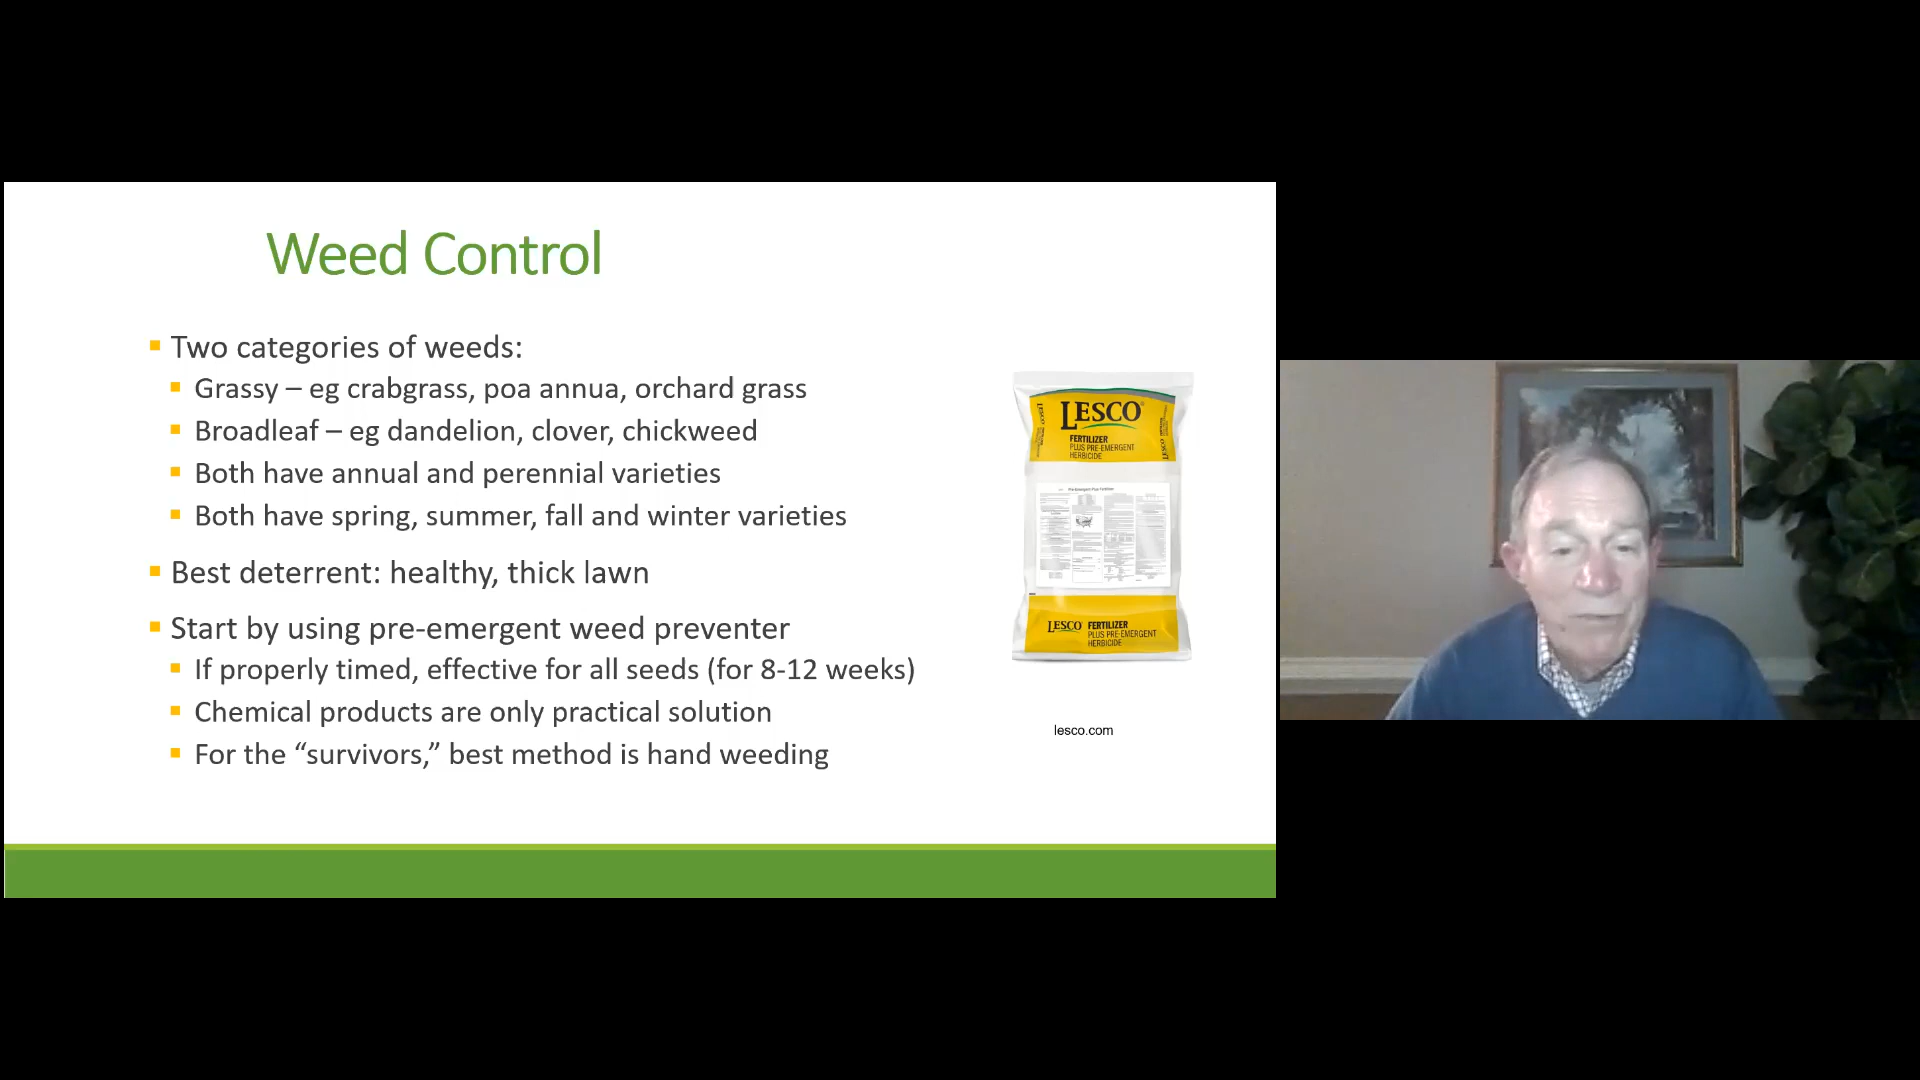 Weed Control
Two categories of weeds:
Grassy – eg crabgrass, poa annua, orchard grass
Broadleaf – eg dandelion, clover, chickweed
Both have annual and perennial varieties
Both have spring, summer, fall and winter varieties
Best deterrent: healthy, thick lawn
Start by using pre-emergent weed preventer
If properly timed, effective for all seeds (for 8-12 weeks)
Chemical products are only practical solution
For the “survivors,” best method is hand weeding
LESCO
FERTILIZER
PLUS PRE-EMERGENT
HERBICIDE
LESCO FERTILIZER
PLUS PRE-EMERGENT
HERBICIDE
lesco.com